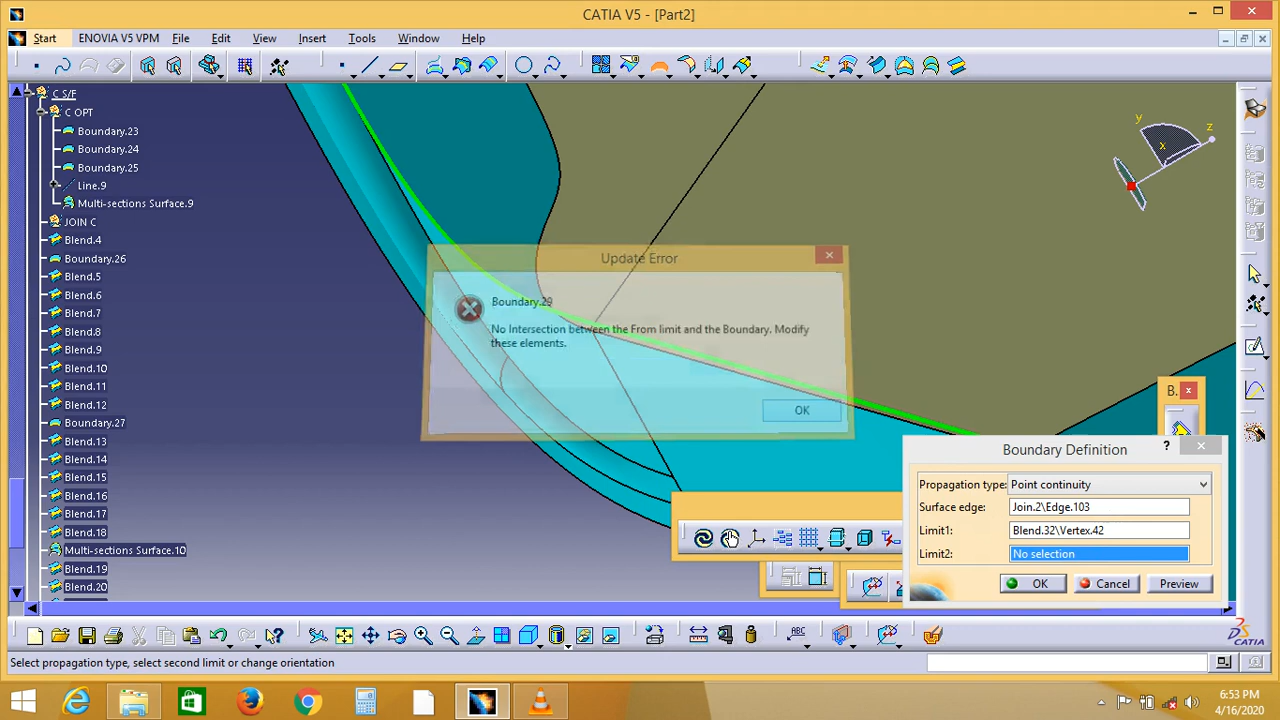 CATIA V5 - [Part2]
Start
ENOVIA V5 VPM
File
Edit
View
Insert
Tools
Window
Help
C S/F
C OPT
Boundary.23
Boundary.24
Boundary.25
Line.9
Multi-sections Surface.9
JOIN C
Blend.4
Boundary.26
Blend.5
Blend.6
Blend.7
Blend.8
Blend.9
Blend.10
Blend.11
Blend.12
Boundary.27
Blend.13
Blend.14
Blend.15
Blend.16
Blend.17
Blend.18
Multi-sections Surface.10
Blend.19
Blend.20
y
z
x
Update Error
Boundary.29
No Intersection between the From limit and the Boundary. Modify
these elements.
OK
B.
Boundary Definition
?
Propagation type:
Point continuity
Surface edge:
Join.2\Edge.103
Limit1:
Blend.32\Vertex.42
Limit2:
No selection
OK
Cancel
Preview
ABC
Select propagation type, select second limit or change orientation
6:53 PM
4/16/2020